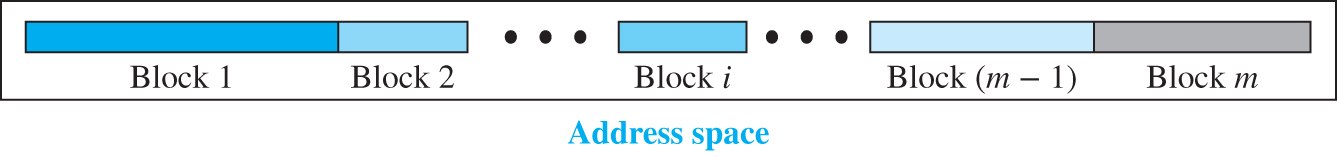 Block 1 Block 2 Block i Block (m − 1) Block m
Address space